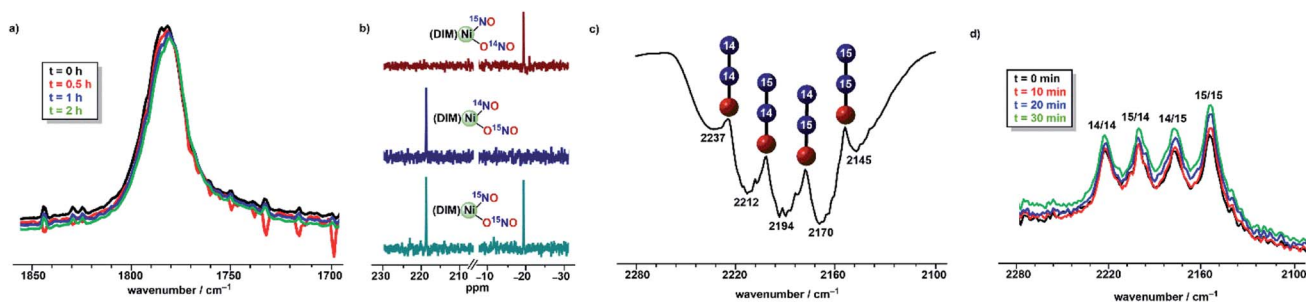 a)
t = 0 h
t = 0.5 h
t = 1 h
t = 2 h
1850
1800
1750
1700
wavenumber / cm⁻¹
b)
(DIM)Ni
¹⁵NO
O¹⁴NO
(DIM)Ni
¹⁴NO
O¹⁵NO
(DIM)Ni
¹⁵NO
O¹⁵NO
230
220
210
-10
-20
-30
ppm
c)
14
14
15
14
14
15
15
15
2237
2212
2194
2170
2145
2280
2220
2160
2100
wavenumber / cm⁻¹
d)
t = 0 min
t = 10 min
t = 20 min
t = 30 min
14/14
15/14
14/15
15/15
2280
2220
2160
2100
wavenumber / cm⁻¹